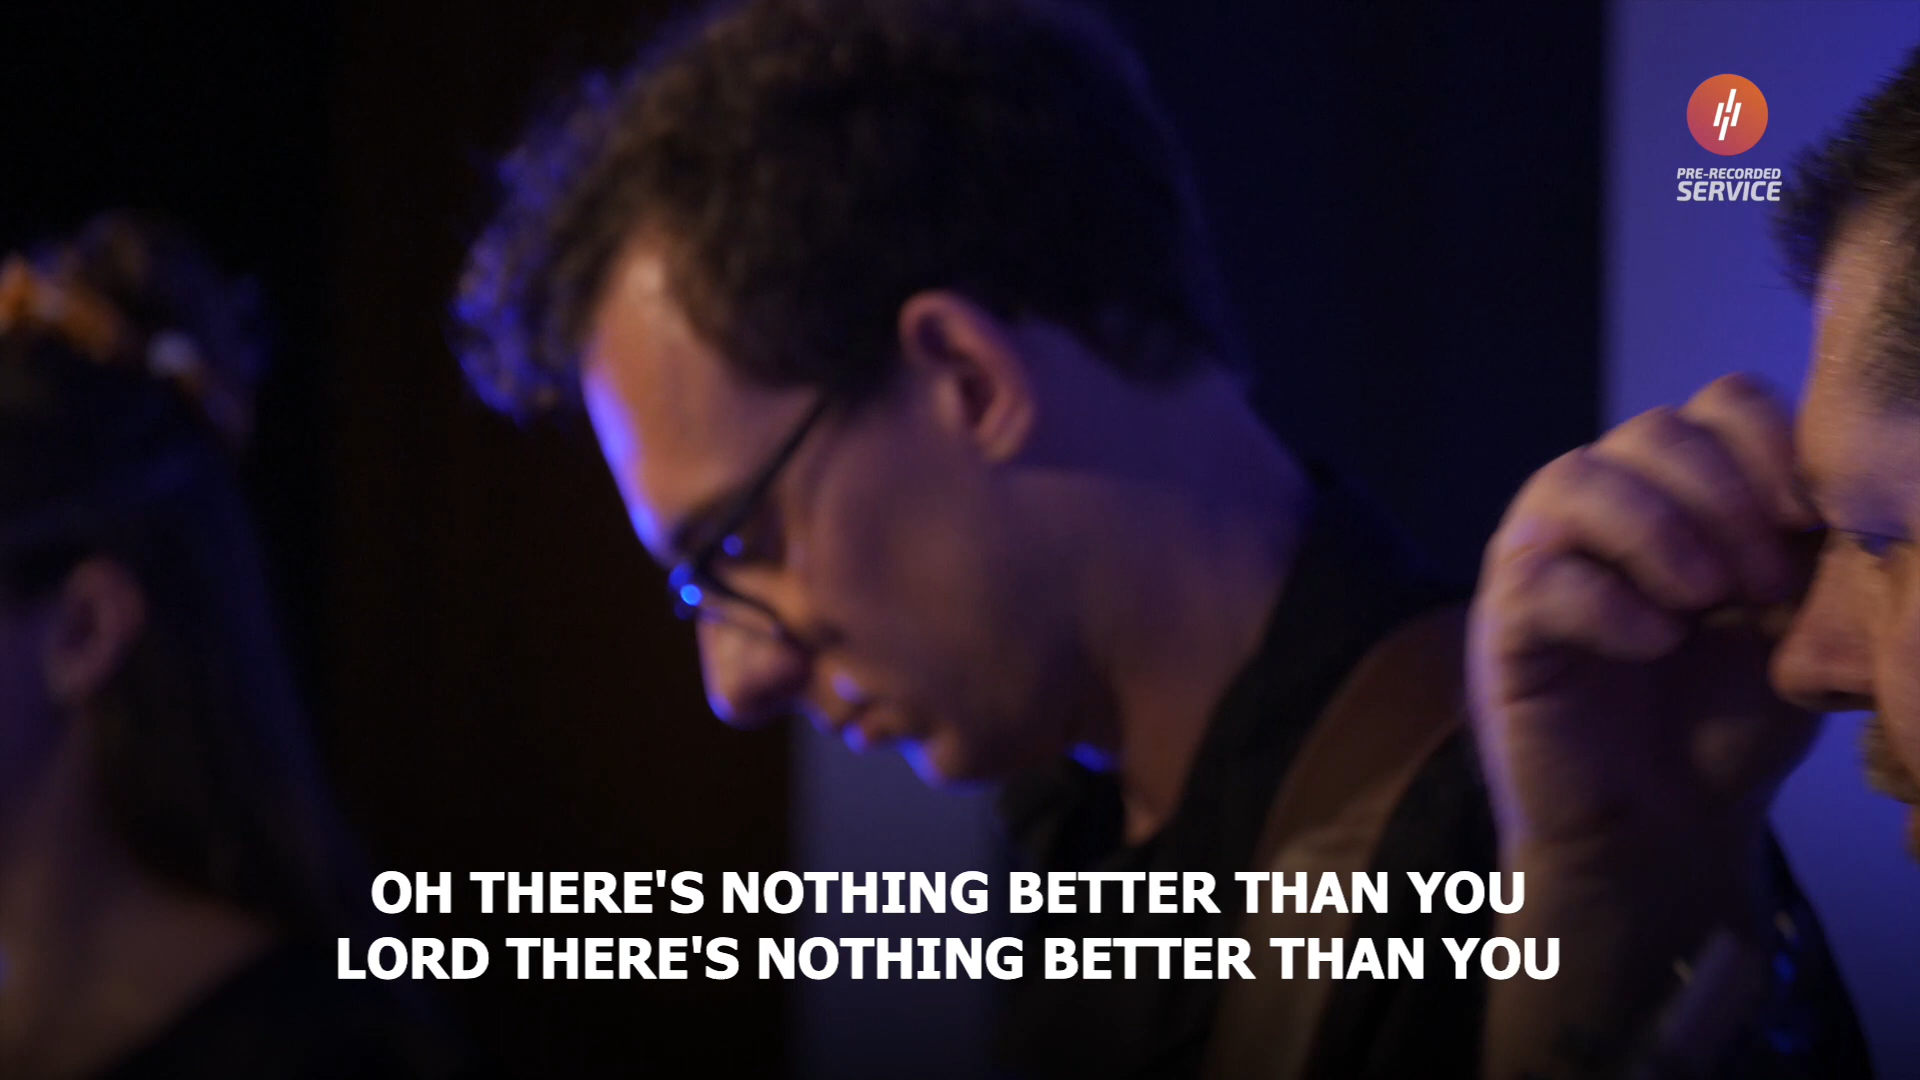 PRE-RECORDED
SERVICE
OH THERE'S NOTHING BETTER THAN YOU
LORD THERE'S NOTHING BETTER THAN YOU